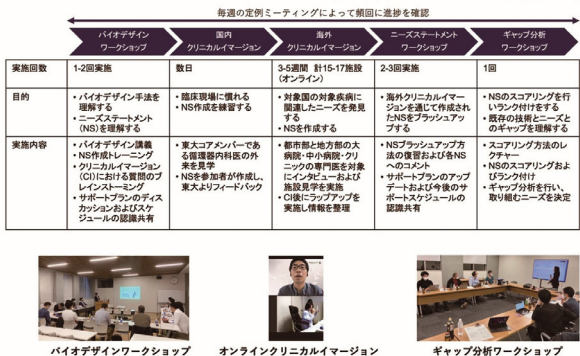 毎週の定例ミーティングによって頻回に進捗を確認
バイオデザイン
ワークショップ
国内
クリニカルイマージョン
海外
クリニカルイマージョン
ニーズステートメント
ワークショップ
ギャップ分析
ワークショップ
実施回数
1-2回実施
数日
3-5週間 計15-17施設
(オンライン)
2-3回実施
1回
目的
• バイオデザイン手法を
理解する
• ニーズステートメント
(NS)を理解する
• 臨床現場に慣れる
• NS作成を練習する
• 対象国の対象疾病に
関連したニーズを発見す
る
• NSを作成する
• 海外クリニカルイマージョ
ンを通じて作成された
NSをブラッシュアップす
る
• NSのスコアリングを行
いランク付けをする
• 既存の技術とニーズと
のギャップを理解する
実施内容
• バイオデザイン講義
• NS作成トレーニング
• クリニカルイマージョン
(CI)における質問のブ
レインストーミング
• サポートプランのディス
カッションおよびスケ
ジュールの認識共有
• 東大コアメンバーであ
る循環器内科医の外
来を見学
• NSを参加者が作成し、
東大よりフィードバック
• 都市部と地方部の大
病院・中小病院・クリ
ニックの専門医を対象
にインタビューおよび
施設見学を実施
• CI後にラップアップを
実施し情報を整理
• NSブラッシュアップ方法
の復習および各NS
へのコメント
• サポートプランのアップ
デートおよび今後のサ
ポートスケジュールの
認識共有
• スコアリング方法のレ
クチャー
• NSのスコアリングおよ
びランク付け
• ギャップ分析を行い、
取り組むニーズを決定
バイオデザインワークショップ
オンラインクリニカルイマージョン
ギャップ分析ワークショップ